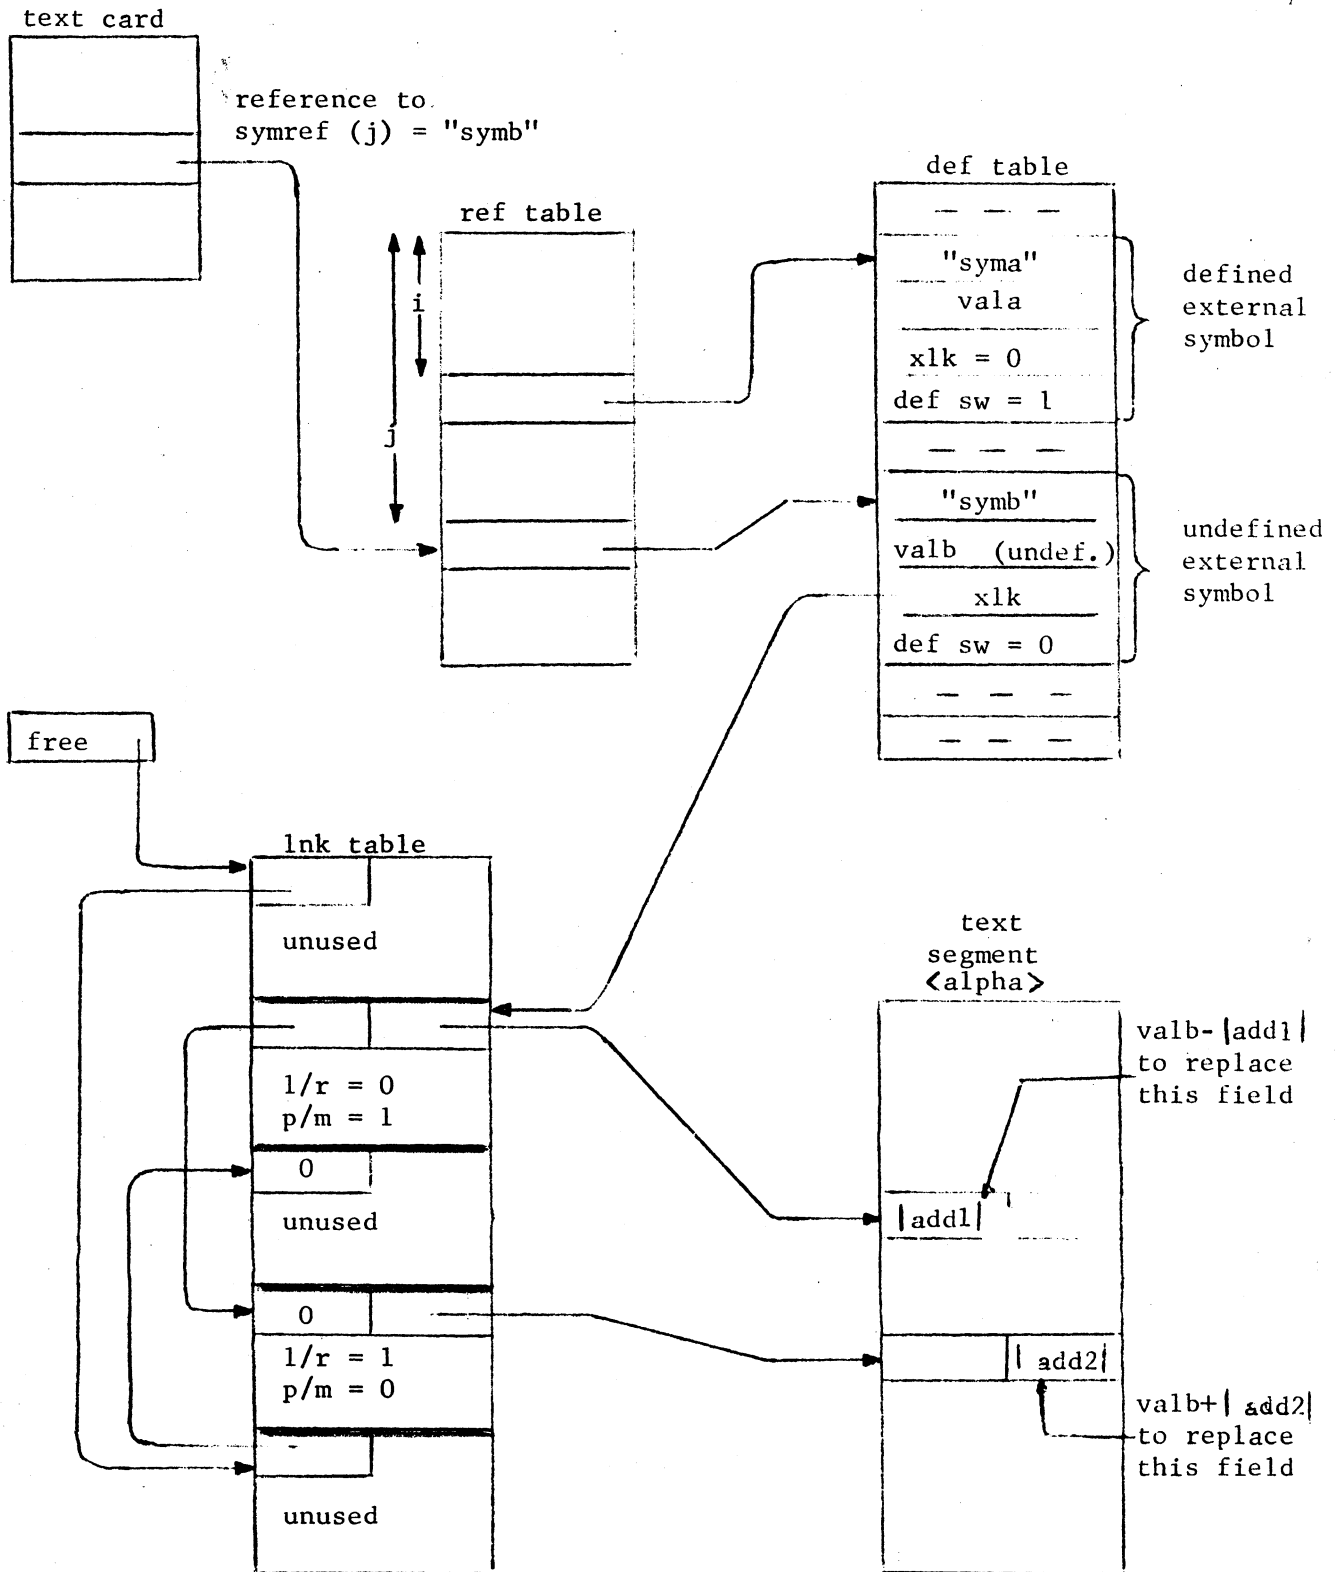 text card
reference to
symref (j) = "symb"
def table
ref table
— — —
"syma"
vala
xlk = 0
def sw = 1
defined
external
symbol
i
j
— — —
"symb"
valb (undef.)
xlk
def sw = 0
undefined
external
symbol
— — —
— — —
free
lnk table
unused
l/r = 0
p/m = 1
0
unused
0
l/r = 1
p/m = 0
unused
text
segment
<alpha>
valb-|add1|
to replace
this field
|add1|
| add2|
valb+| add2|
to replace
this field